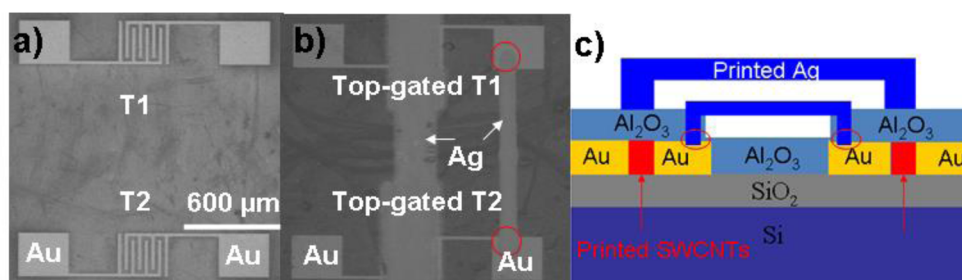 a)
T1
T2
600 µm
Au
Au
b)
Top-gated T1
Ag
Top-gated T2
Au
c)
Printed Ag
Al2O3
Al2O3
Au
Au
Al2O3
Au
Au
SiO2
Printed SWCNTs
Si